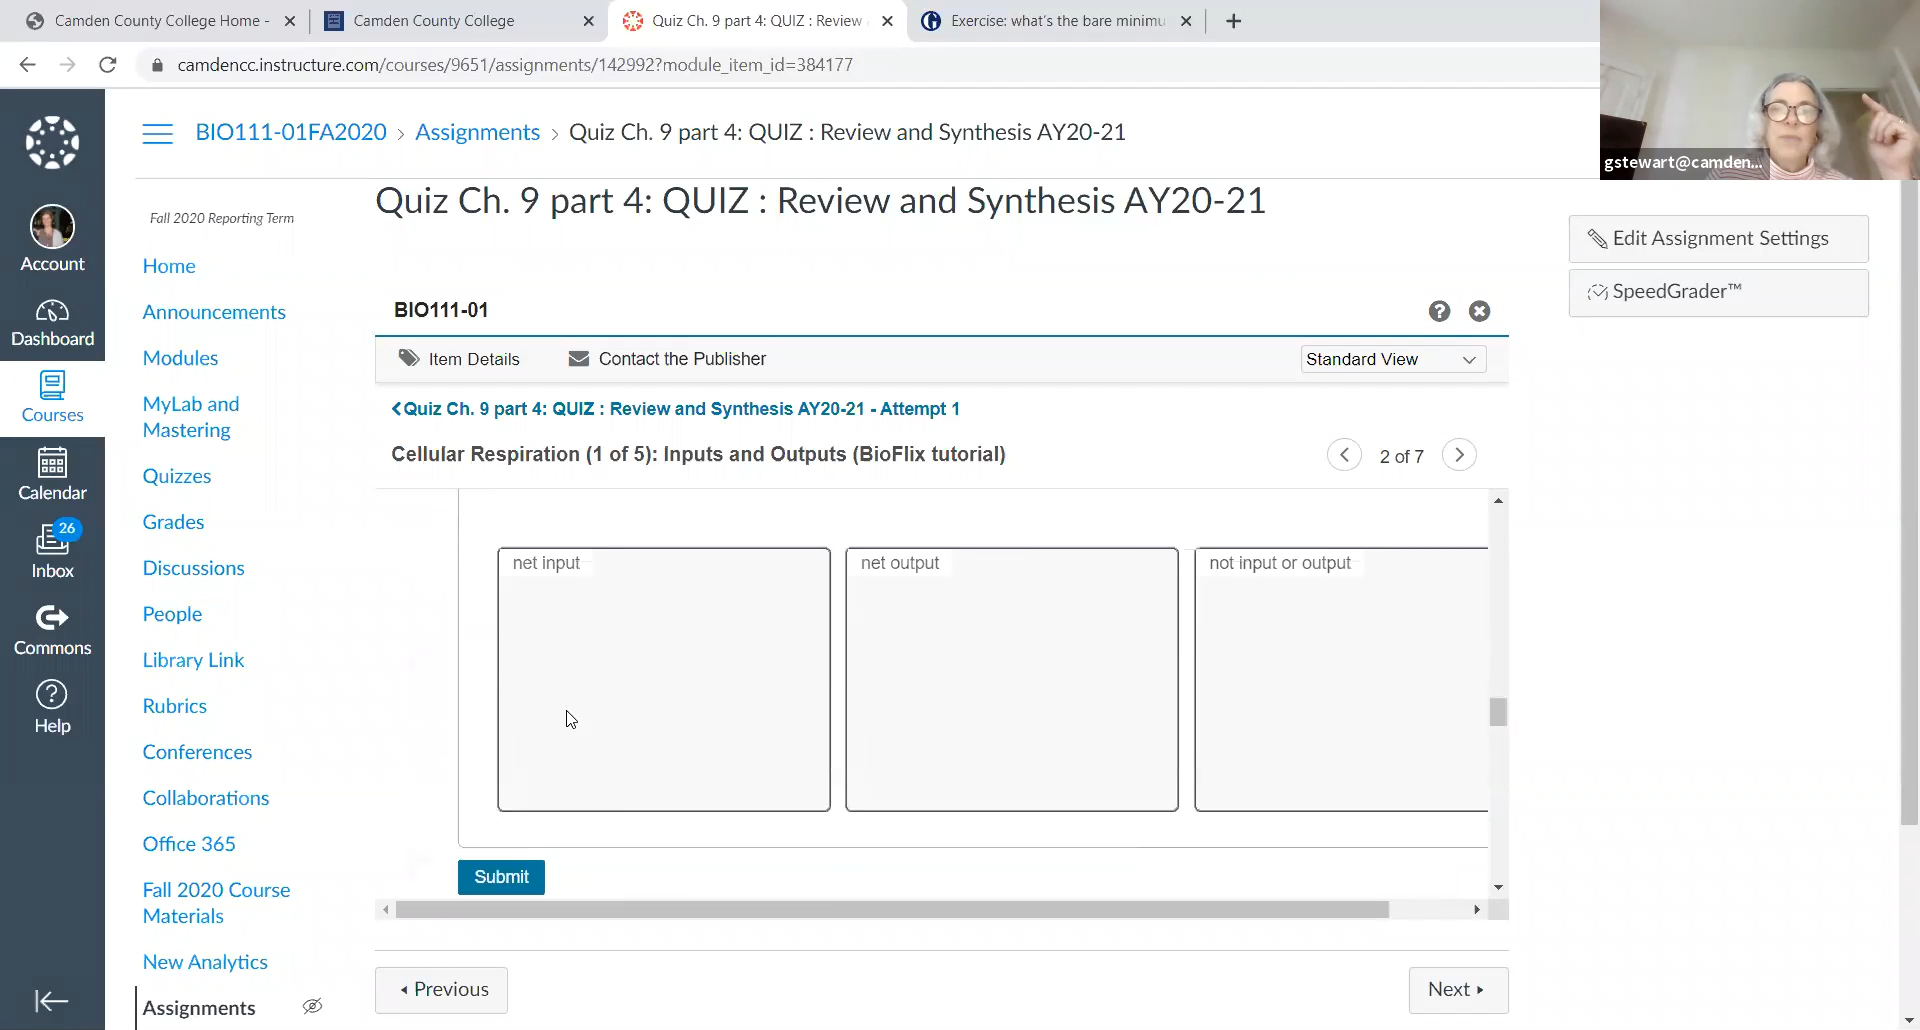 Camden County College Home -
Camden County College
Quiz Ch. 9 part 4: QUIZ : Review
Exercise: what's the bare minimu
camdencc.instructure.com/courses/9651/assignments/142992?module_item_id=384177
gstewart@camden...
BIO111-01FA2020 > Assignments > Quiz Ch. 9 part 4: QUIZ : Review and Synthesis AY20-21
Account
Dashboard
Courses
Calendar
26
Inbox
Commons
Help
Fall 2020 Reporting Term
Home
Announcements
Modules
MyLab and
Mastering
Quizzes
Grades
Discussions
People
Library Link
Rubrics
Conferences
Collaborations
Office 365
Fall 2020 Course
Materials
New Analytics
Assignments
Quiz Ch. 9 part 4: QUIZ : Review and Synthesis AY20-21
Edit Assignment Settings
SpeedGrader™
BIO111-01
Item Details
Contact the Publisher
Standard View
Quiz Ch. 9 part 4: QUIZ : Review and Synthesis AY20-21 - Attempt 1
Cellular Respiration (1 of 5): Inputs and Outputs (BioFlix tutorial)
2 of 7
net input
net output
not input or output
Submit
Previous
Next